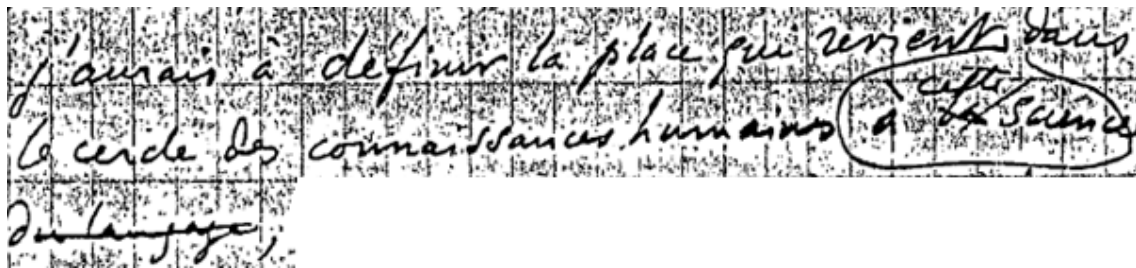 j'aurais à définir la place qui revient dans
cette
le cercle des connaissances humaines à la science
du langage,